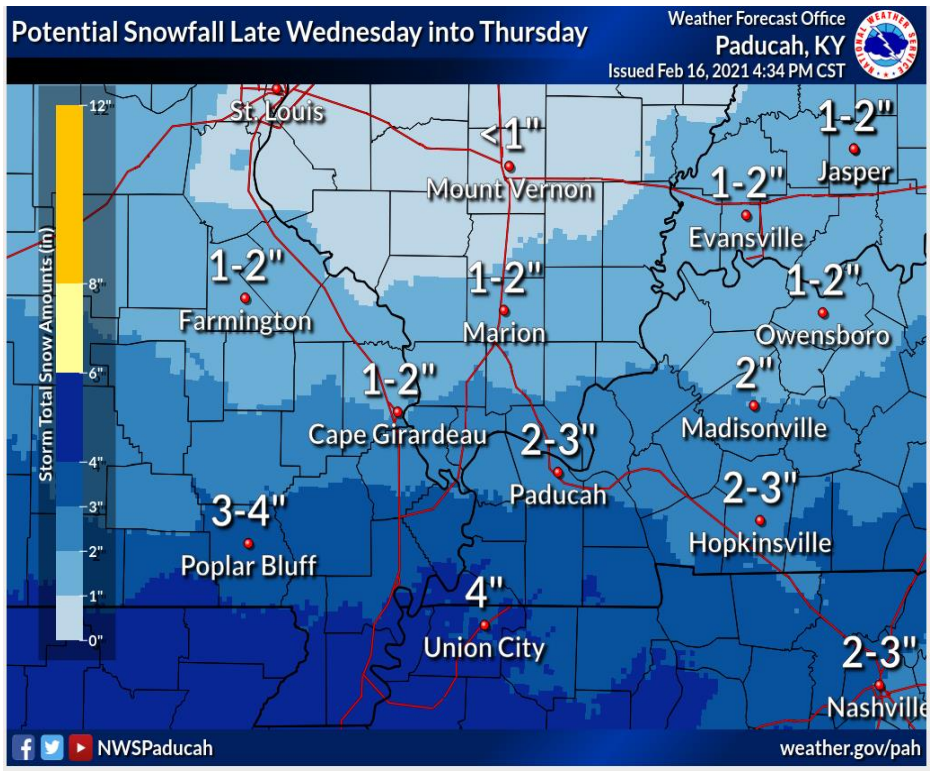 Potential Snowfall Late Wednesday into Thursday
Weather Forecast Office
Paducah, KY
Issued Feb 16, 2021 4:34 PM CST
NATIONAL WEATHER SERVICE
Storm Total Snow Amounts (in)
12"
8"
6"
4"
3"
2"
1"
0"
St. Louis
<1"
Mount Vernon
1-2"
Jasper
1-2"
Evansville
1-2"
Farmington
1-2"
Marion
1-2"
Owensboro
1-2"
Cape Girardeau
2"
Madisonville
2-3"
Paducah
2-3"
Hopkinsville
3-4"
Poplar Bluff
4"
Union City
2-3"
Nashville
NWSPaducah
weather.gov/pah